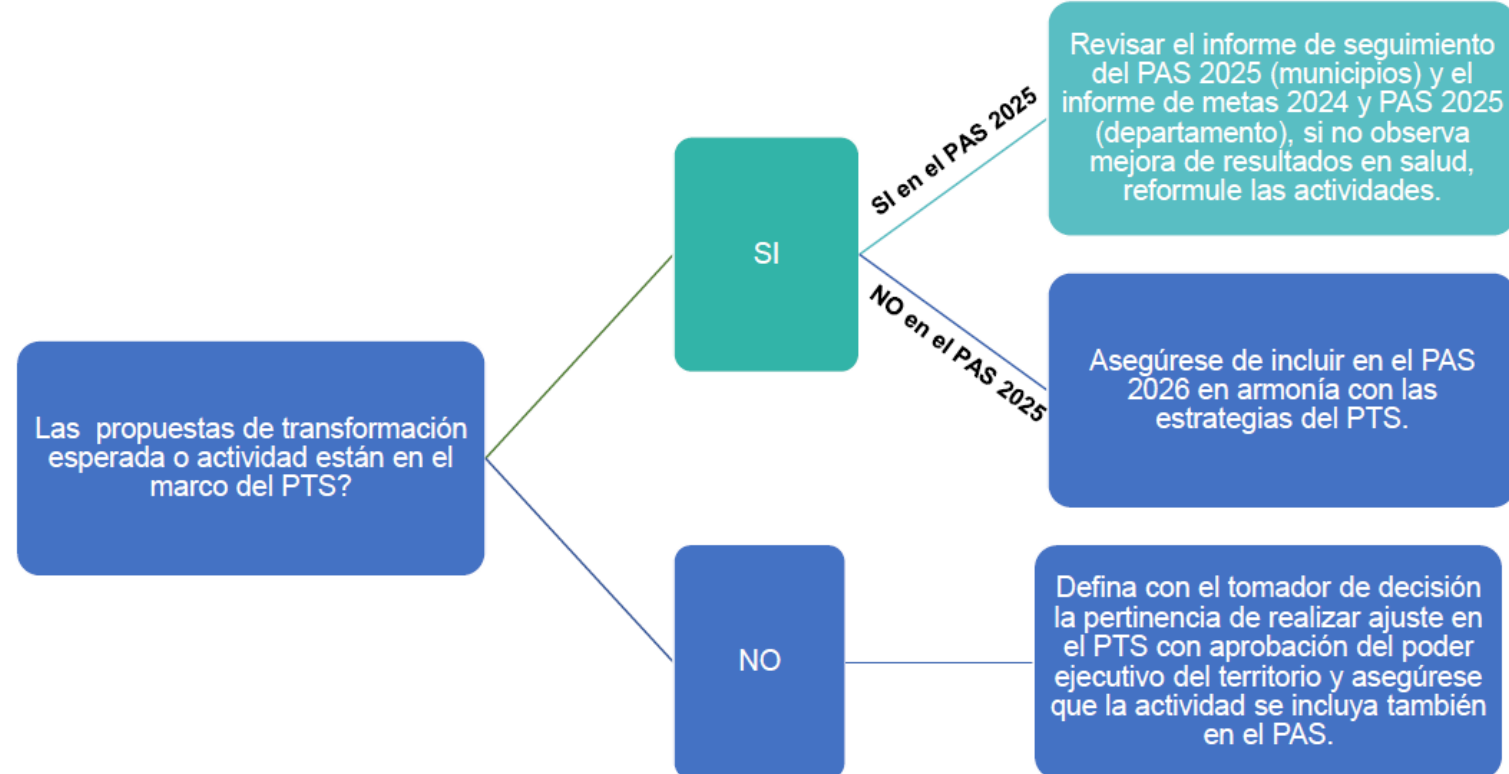 Las propuestas de transformación
esperada o actividad están en el
marco del PTS?
SI
SI en el PAS 2025
Revisar el informe de seguimiento
del PAS 2025 (municipios) y el
informe de metas 2024 y PAS 2025
(departamento), si no observa
mejora de resultados en salud,
reformule las actividades.
NO en el PAS 2025
Asegúrese de incluir en el PAS
2026 en armonía con las
estrategias del PTS.
NO
Defina con el tomador de decisión
la pertinencia de realizar ajuste en
el PTS con aprobación del poder
ejecutivo del territorio y asegúrese
que la actividad se incluya también
en el PAS.